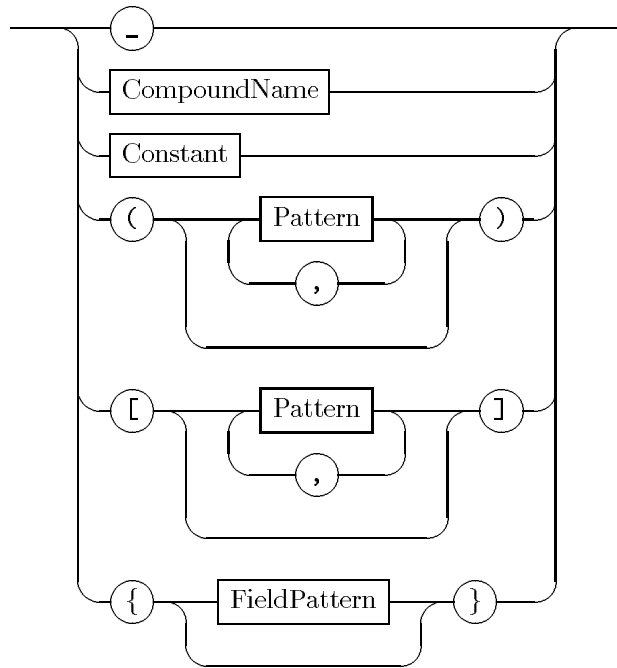 _
CompoundName
Constant
( Pattern )
,
[ Pattern ]
,
{ FieldPattern }